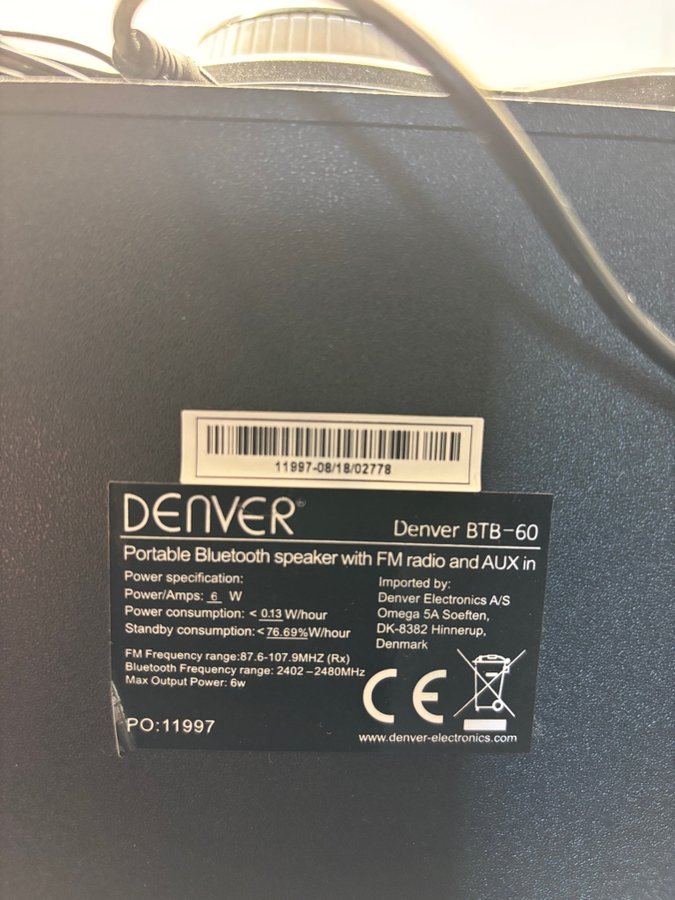 11997-08/18/02778
DENVER®
Denver BTB-60
Portable Bluetooth speaker with FM radio and AUX in
Power specification:
Power/Amps: 6 W
Power consumption: < 0.13 W/hour
Standby consumption:<76.69%W/hour
FM Frequency range:87.6-107.9MHZ (Rx)
Bluetooth Frequency range: 2402-2480MHz
Max Output Power: 6w
PO:11997
Imported by:
Denver Electronics A/S
Omega 5A Soeften,
DK-8382 Hinnerup,
Denmark
CE
www.denver-electronics.com